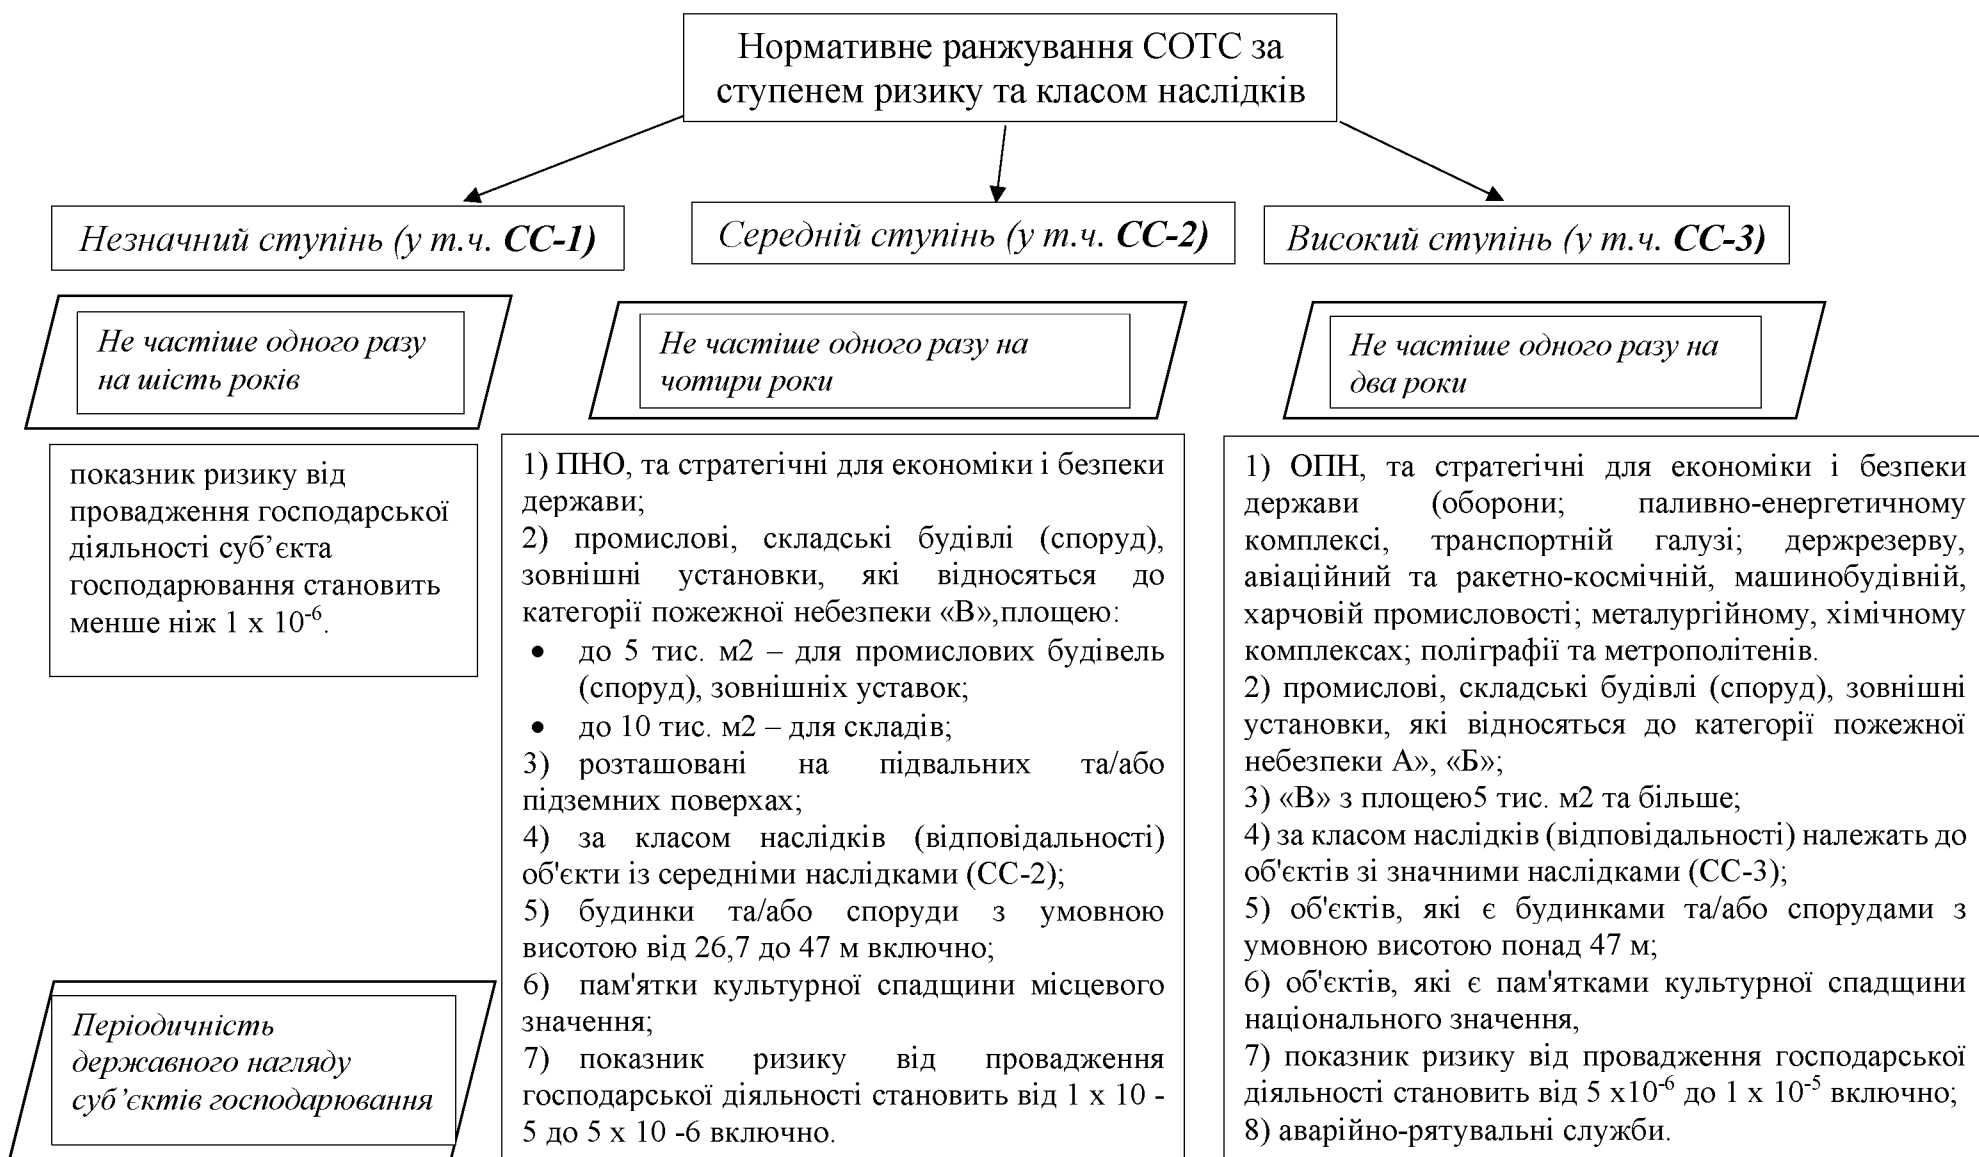 Нормативне ранжування СОТС за
ступенем ризику та класом наслідків
Незначний ступінь (у т.ч. СС-1)
Середній ступінь (у т.ч. СС-2)
Високий ступінь (у т.ч. СС-3)
Не частіше одного разу
на шість років
Не частіше одного разу на
чотири роки
Не частіше одного разу на
два роки
показник ризику від
провадження господарської
діяльності суб’єкта
господарювання становить
менше ніж 1 х 10⁻⁶.
1) ПНО, та стратегічні для економіки і безпеки
держави;
2) промислові, складські будівлі (споруд),
зовнішні установки, які відносяться до
категорії пожежної небезпеки «В»,площею:
• до 5 тис. м2 – для промислових будівель
(споруд), зовнішніх уставок;
• до 10 тис. м2 – для складів;
3) розташовані на підвальних та/або
підземних поверхах;
4) за класом наслідків (відповідальності)
об'єкти із середніми наслідками (СС-2);
5) будинки та/або споруди з умовною
висотою від 26,7 до 47 м включно;
6) пам'ятки культурної спадщини місцевого
значення;
7) показник ризику від провадження
господарської діяльності становить від 1 х 10 -
5 до 5 х 10 -6 включно.
1) ОПН, та стратегічні для економіки і безпеки
держави (оборони; паливно-енергетичному
комплексі, транспортній галузі; держрезерву,
авіаційний та ракетно-космічній, машинобудівній,
харчовій промисловості; металургійному, хімічному
комплексах; поліграфії та метрополітенів.
2) промислові, складські будівлі (споруд), зовнішні
установки, які відносяться до категорії пожежної
небезпеки А», «Б»;
3) «В» з площею5 тис. м2 та більше;
4) за класом наслідків (відповідальності) належать до
об'єктів зі значними наслідками (СС-3);
5) об'єктів, які є будинками та/або спорудами з
умовною висотою понад 47 м;
6) об'єктів, які є пам'ятками культурної спадщини
національного значення,
7) показник ризику від провадження господарської
діяльності становить від 5 х10⁻⁶ до 1 х 10⁻⁵ включно;
8) аварійно-рятувальні служби.
Періодичність
державного нагляду
суб’єктів господарювання